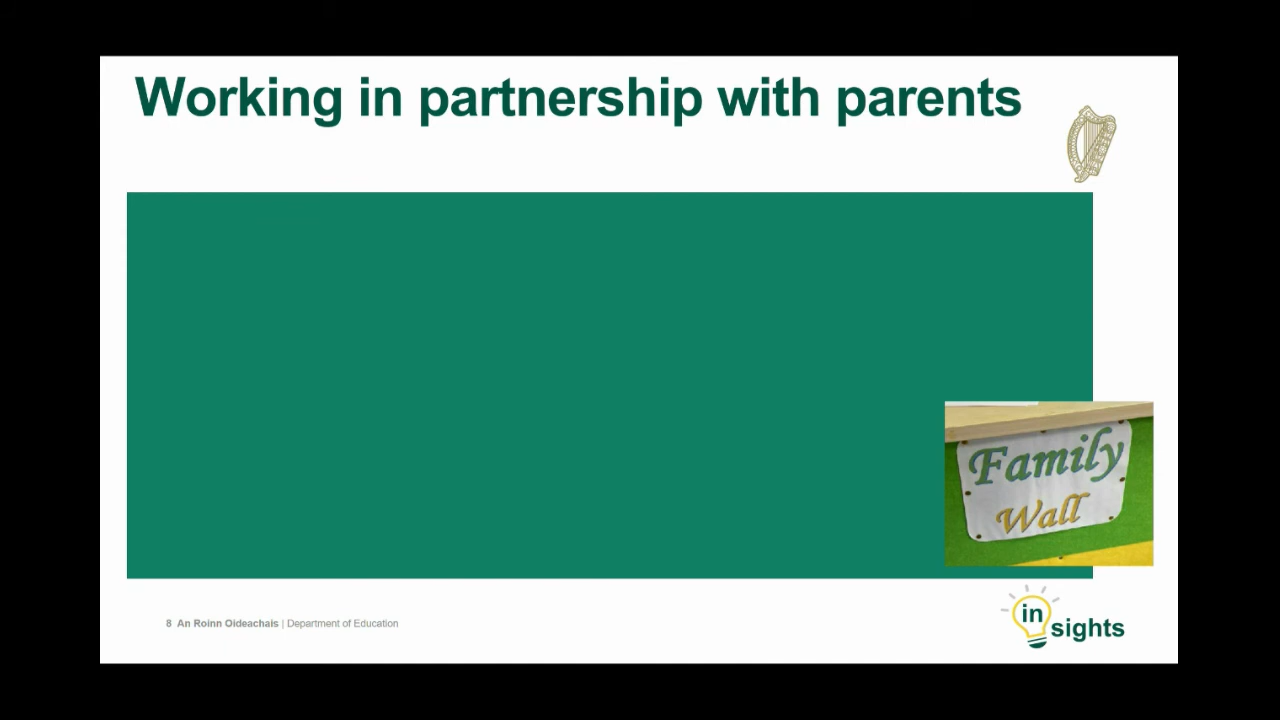 Working in partnership with parents
Family
Wall
8 An Roinn Oideachais | Department of Education
in
sights